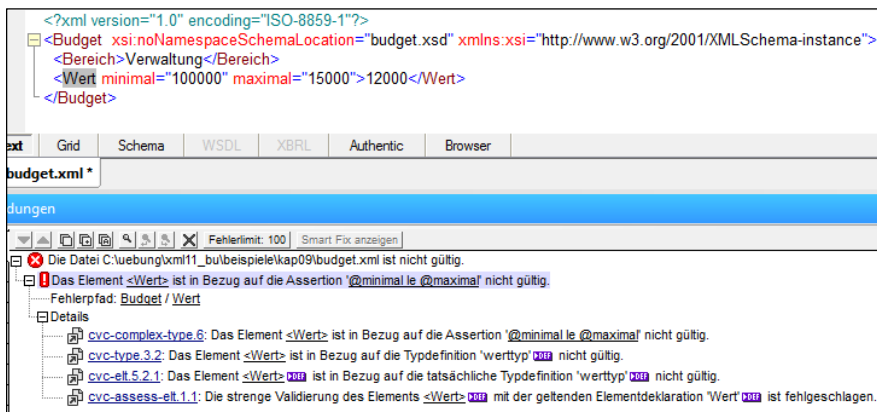 <?xml version="1.0" encoding="ISO-8859-1"?>
<Budget xsi:noNamespaceSchemaLocation="budget.xsd" xmlns:xsi="http://www.w3.org/2001/XMLSchema-instance">
<Bereich>Verwaltung</Bereich>
<Wert minimal="100000" maximal="15000">12000</Wert>
</Budget>
ext Grid Schema WSDL XBRL Authentic Browser
budget.xml *
dungen
Fehlerlimit: 100 Smart Fix anzeigen
Die Datei C:\uebung\xml11_bu\beispiele\kap09\budget.xml ist nicht gültig.
Das Element <Wert> ist in Bezug auf die Assertion '@minimal le @maximal' nicht gültig.
Fehlerpfad: Budget / Wert
Details
cvc-complex-type.6: Das Element <Wert> ist in Bezug auf die Assertion '@minimal le @maximal' nicht gültig.
cvc-type.3.2: Das Element <Wert> ist in Bezug auf die Typdefinition 'werttyp' DEF nicht gültig.
cvc-elt.5.2.1: Das Element <Wert> DEF ist in Bezug auf die tatsächliche Typdefinition 'werttyp' DEF nicht gültig.
cvc-assess-elt.1.1: Die strenge Validierung des Elements <Wert> DEF mit der geltenden Elementdeklaration 'Wert' DEF ist fehlgeschlagen.